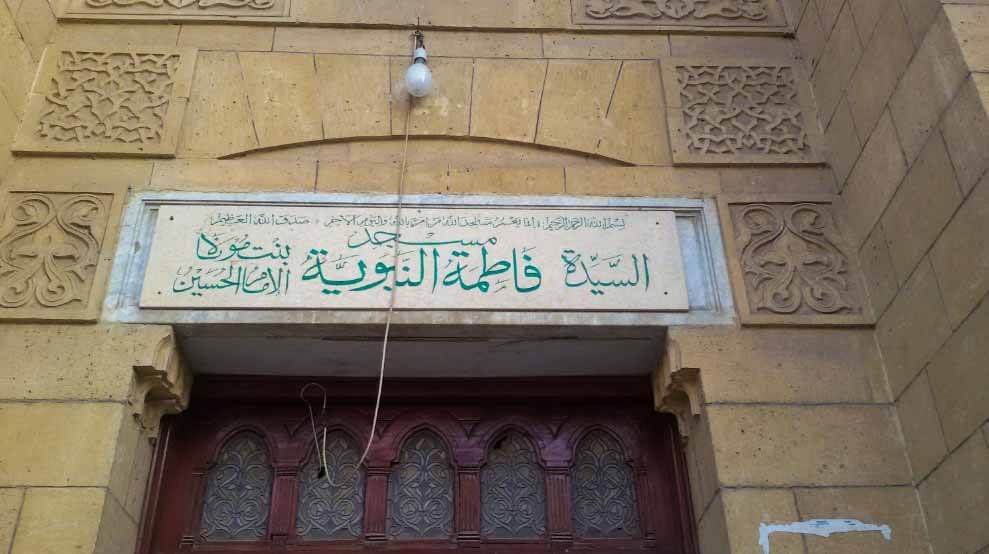 بسم الله الرحمن الرحيم إنما يعمر مساجد الله من آمن بالله واليوم الآخر صدق الله العظيم
مسجد
السيدة فاطمة النبوية بنت مولانا
الإمام الحسين